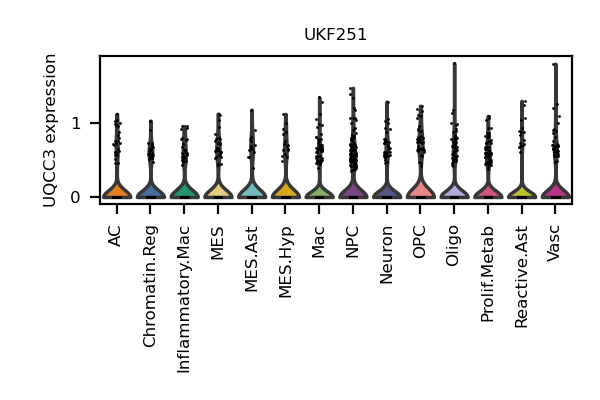 UKF251
UQCC3 expression
1
0
AC
Chromatin.Reg
Inflammatory.Mac
MES
MES.Ast
MES.Hyp
Mac
NPC
Neuron
OPC
Oligo
Prolif.Metab
Reactive.Ast
Vasc